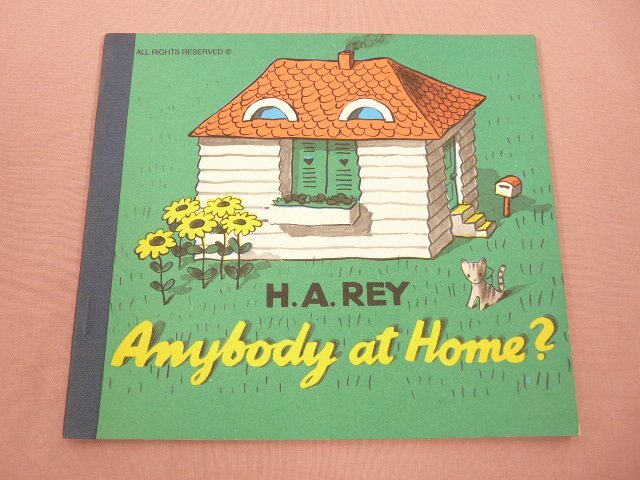 ALL RIGHTS RESERVED ©
H.A. REY
Anybody at Home?